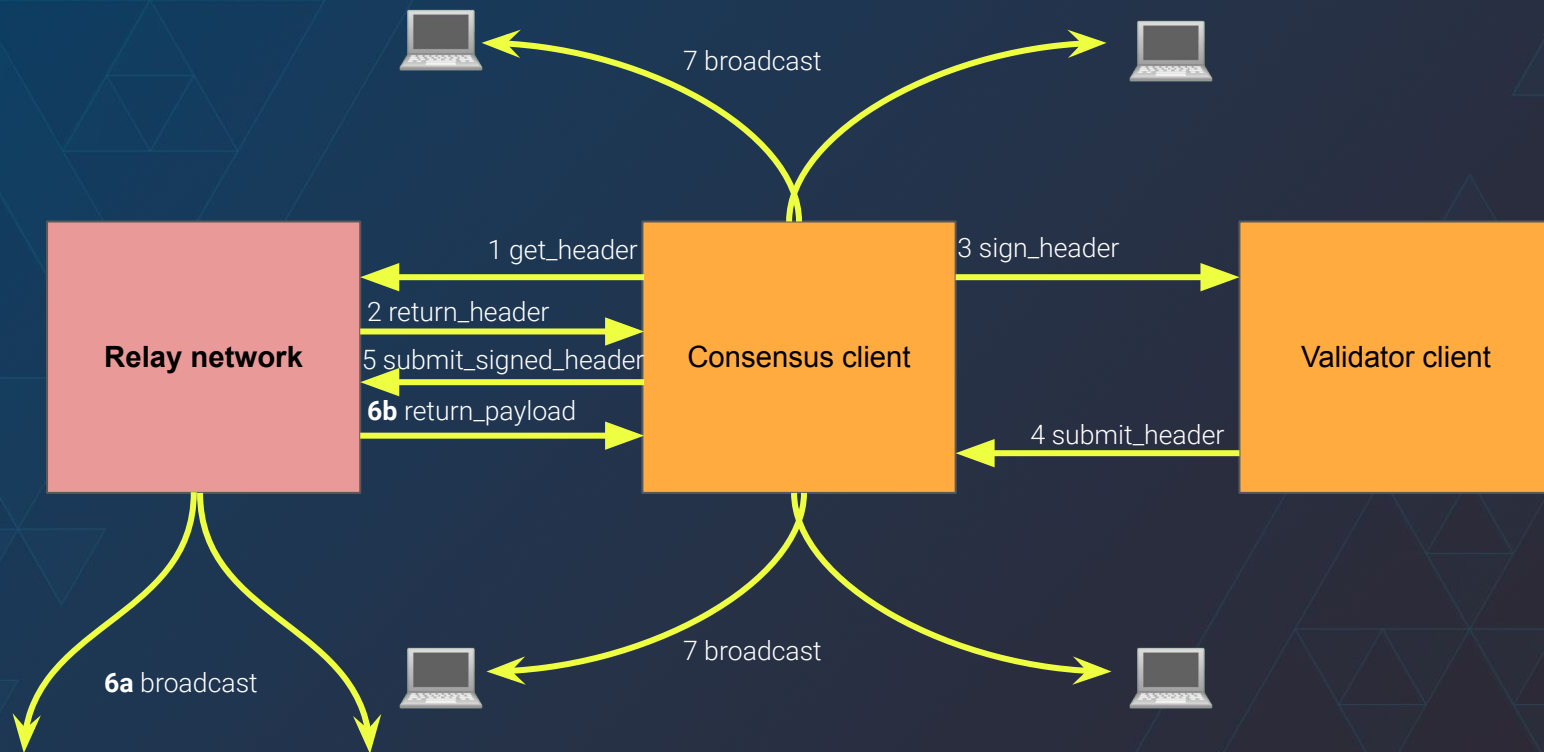 7 broadcast
1 get_header
3 sign_header
2 return_header
Relay network
5 submit_signed_header
Consensus client
Validator client
6b return_payload
4 submit_header
7 broadcast
6a broadcast